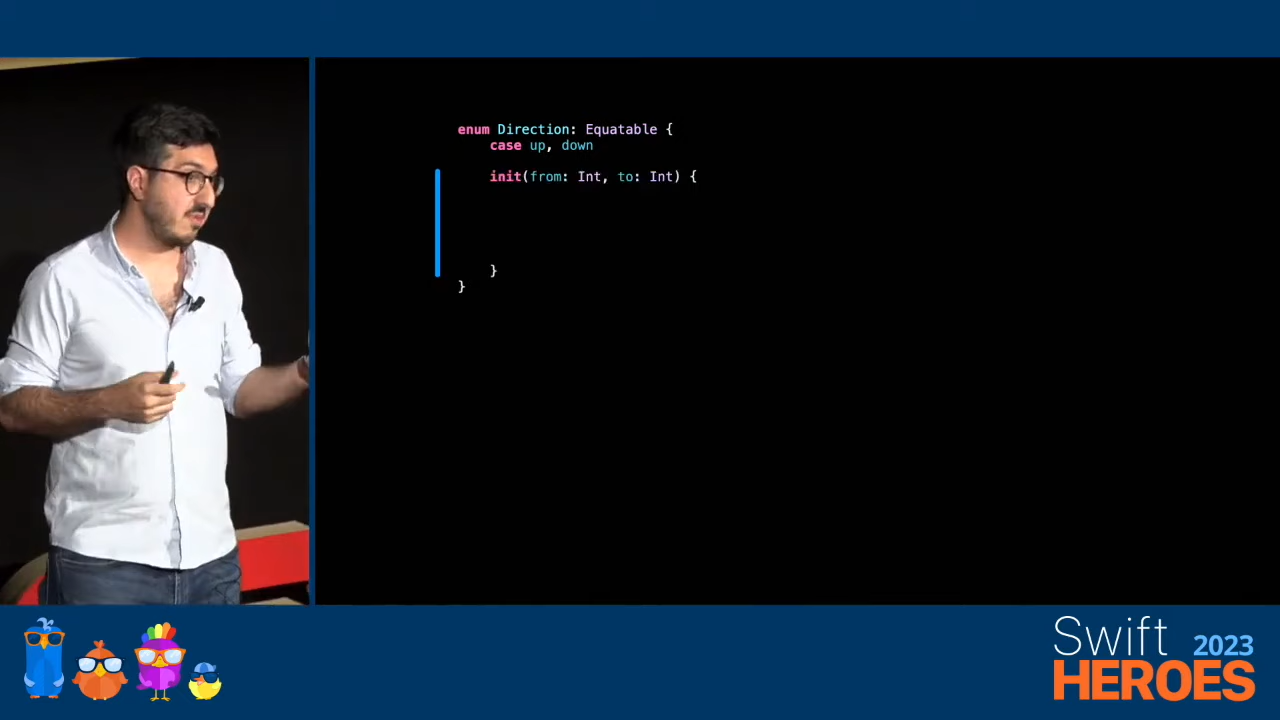 enum Direction: Equatable {
case up, down
init(from: Int, to: Int) {
}
}
Swift 2023
HEROES